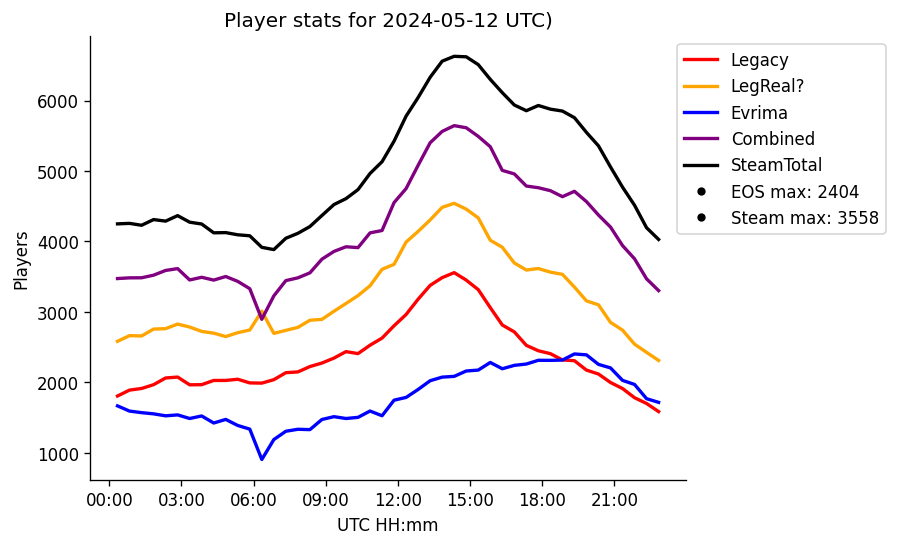 Player stats for 2024-05-12 UTC)
Legacy
LegReal?
Evrima
Combined
SteamTotal
EOS max: 2404
Steam max: 3558
Players
6000
5000
4000
3000
2000
1000
00:00 03:00 06:00 09:00 12:00 15:00 18:00 21:00
UTC HH:mm